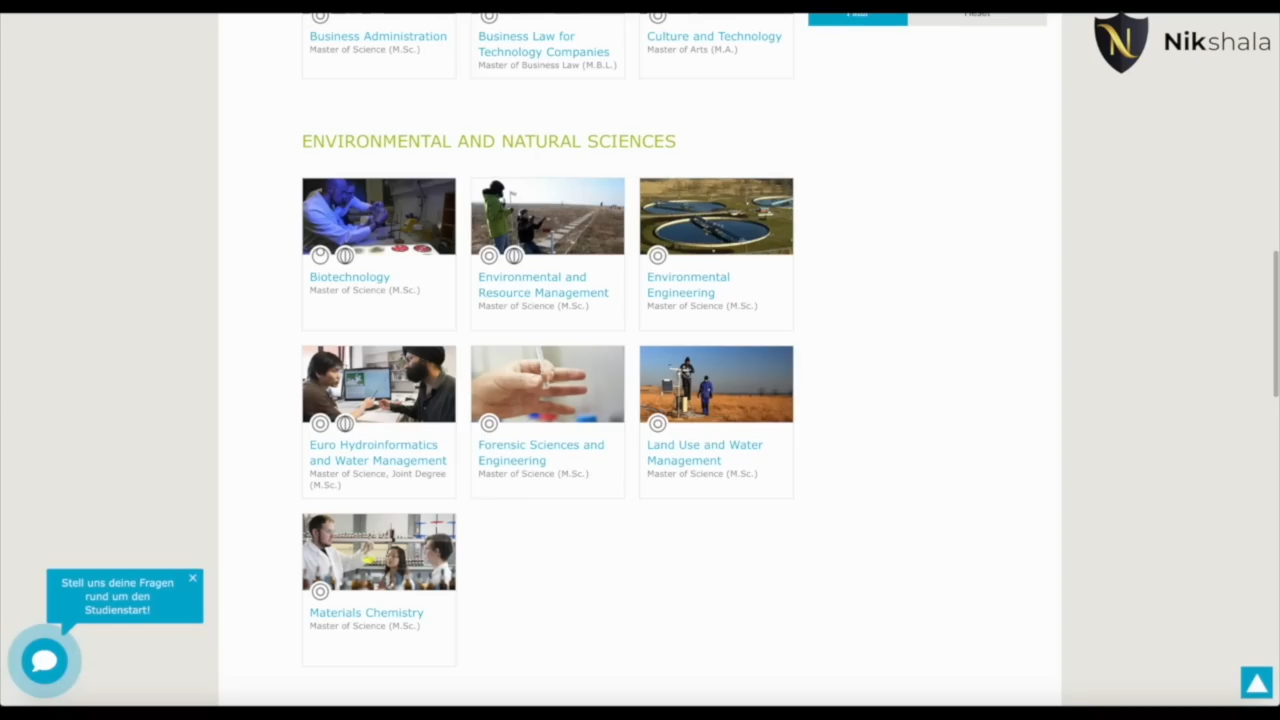 Business Administration
Master of Science (M.Sc.)
Business Law for
Technology Companies
Master of Business Law (M.B.L.)
Culture and Technology
Master of Arts (M.A.)
Nikshala
ENVIRONMENTAL AND NATURAL SCIENCES
Biotechnology
Master of Science (M.Sc.)
Environmental and
Resource Management
Master of Science (M.Sc.)
Environmental
Engineering
Master of Science (M.Sc.)
Euro Hydroinformatics
and Water Management
Master of Science, Joint Degree
(M.Sc.)
Forensic Sciences and
Engineering
Master of Science (M.Sc.)
Land Use and Water
Management
Master of Science (M.Sc.)
Materials Chemistry
Master of Science (M.Sc.)
Stell uns deine Fragen
rund um den
Studienstart!